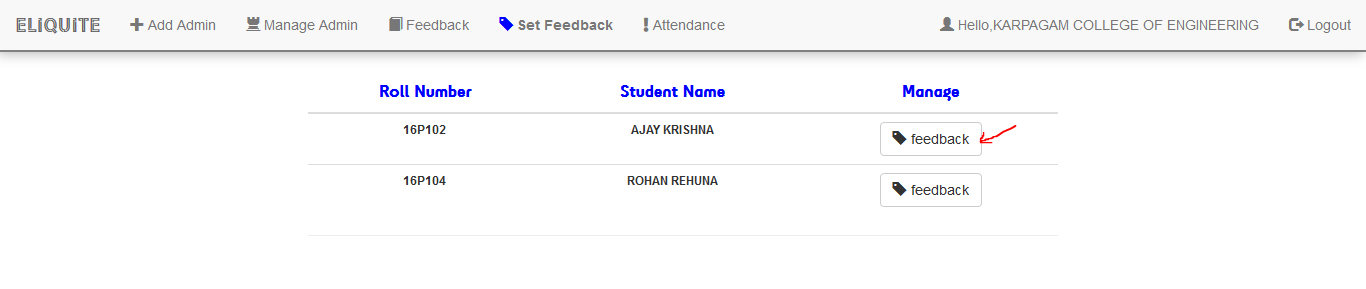 ELiQUiTE Add Admin Manage Admin Feedback Set Feedback Attendance Hello,KARPAGAM COLLEGE OF ENGINEERING Logout
Roll Number Student Name Manage
16P102 AJAY KRISHNA feedback
16P104 ROHAN REHUNA feedback